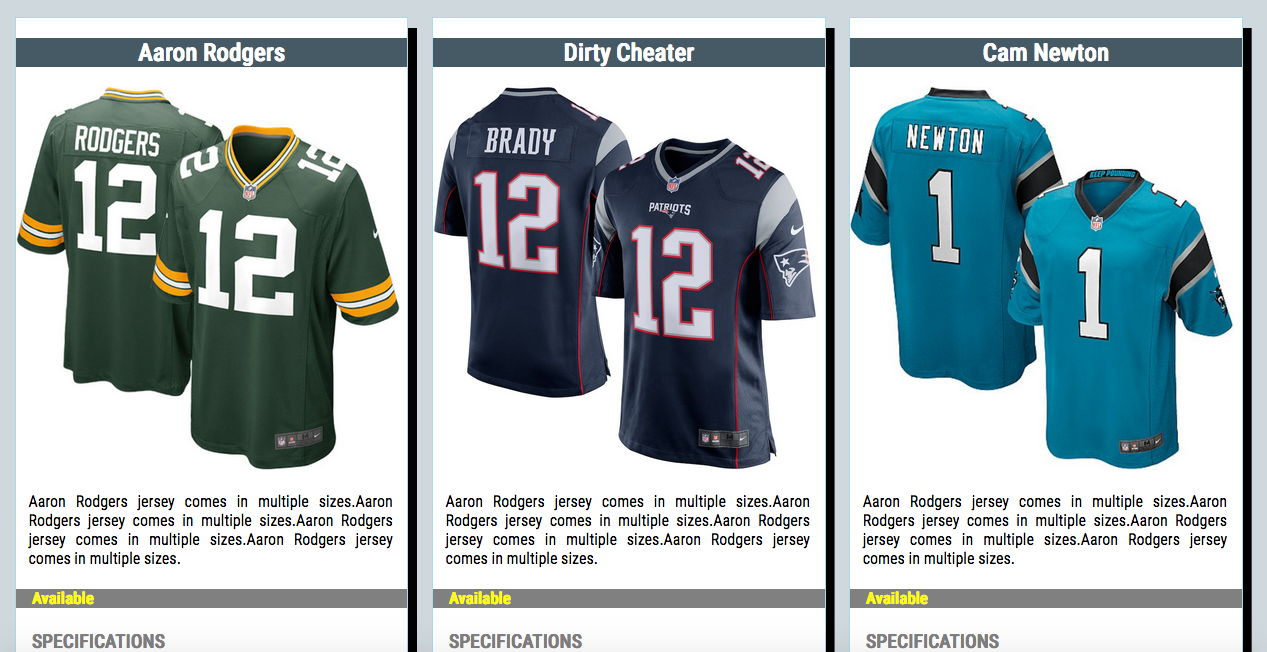 Aaron Rodgers
RODGERS
12
12
12
2
Aaron Rodgers jersey comes in multiple sizes.Aaron
Rodgers jersey comes in multiple sizes.Aaron Rodgers
jersey comes in multiple sizes.Aaron Rodgers jersey
comes in multiple sizes.
Available
SPECIFICATIONS
Dirty Cheater
BRADY
12
12
PATRIOTS
12
Aaron Rodgers jersey comes in multiple sizes.Aaron
Rodgers jersey comes in multiple sizes.Aaron Rodgers
jersey comes in multiple sizes.Aaron Rodgers jersey
comes in multiple sizes.
Available
SPECIFICATIONS
Cam Newton
NEWTON
1
KEEP POUNDING
1
Aaron Rodgers jersey comes in multiple sizes.Aaron
Rodgers jersey comes in multiple sizes.Aaron Rodgers
jersey comes in multiple sizes.Aaron Rodgers jersey
comes in multiple sizes.
Available
SPECIFICATIONS